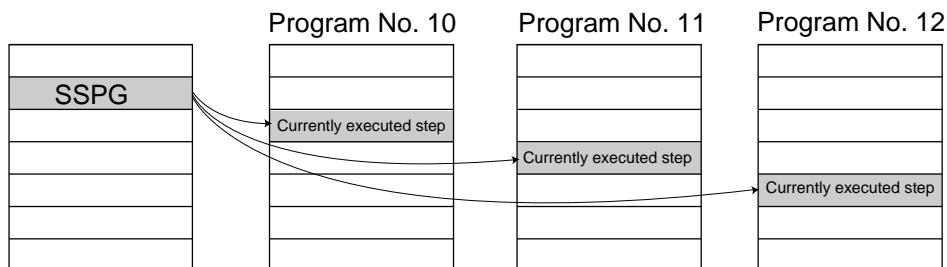 Program No. 10 Program No. 11 Program No. 12
SSPG
Currently executed step
Currently executed step
Currently executed step